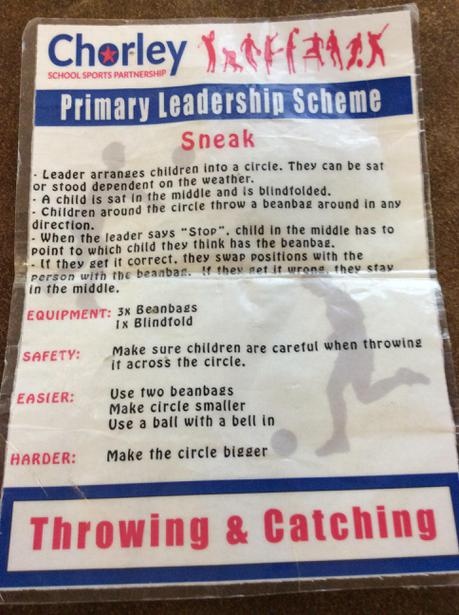 Chorley
SCHOOL SPORTS PARTNERSHIP
Primary Leadership Scheme
Sneak
- Leader arranges children into a circle. They can be sat
or stood dependent on the weather.
- A child is sat in the middle and is blindfolded.
- Children around the circle throw a beanbag around in any
direction.
- When the leader says "Stop", child in the middle has to
point to which child they think has the beanbag.
- If they get it correct, they swap positions with the
person with the beanbag. If they get it wrong, they stay
in the middle.
EQUIPMENT: 3x Beanbags
1x Blindfold
SAFETY: Make sure children are careful when throwing
it across the circle.
EASIER: Use two beanbags
Make circle smaller
Use a ball with a bell in
HARDER: Make the circle bigger
Throwing & Catching